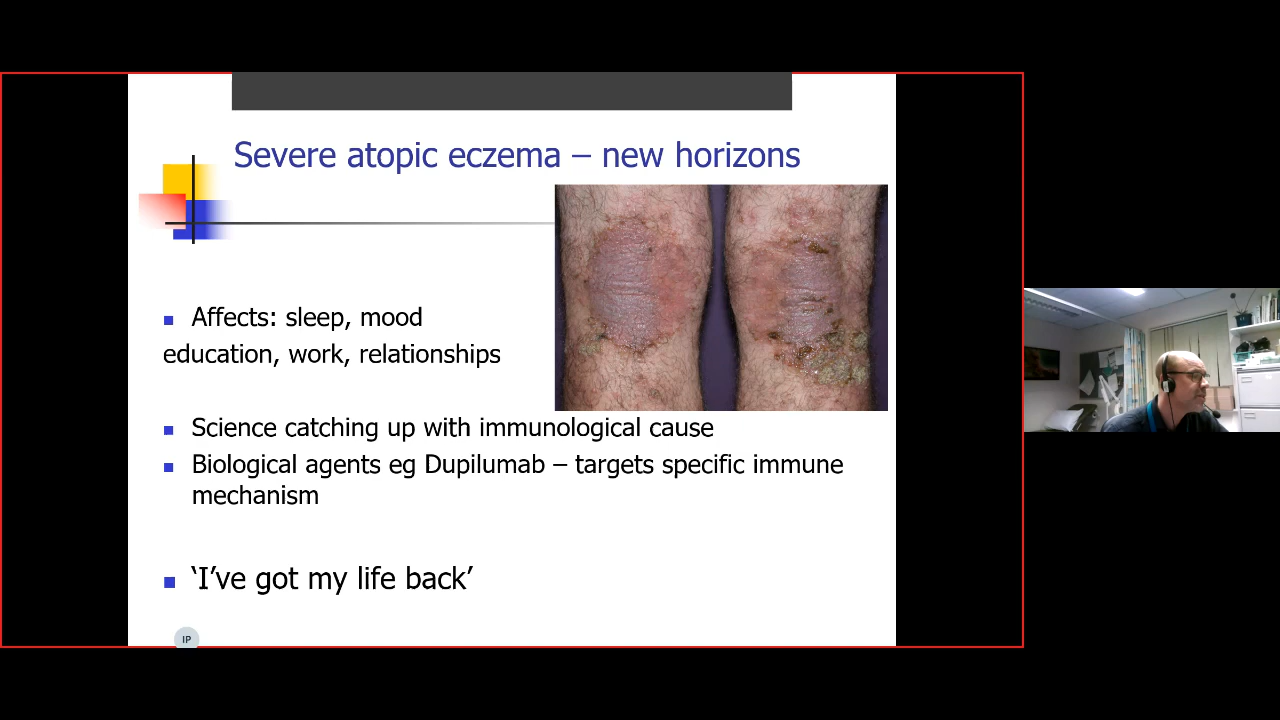 Severe atopic eczema – new horizons
Affects: sleep, mood
education, work, relationships
Science catching up with immunological cause
Biological agents eg Dupilumab – targets specific immune
mechanism
‘I’ve got my life back’
IP